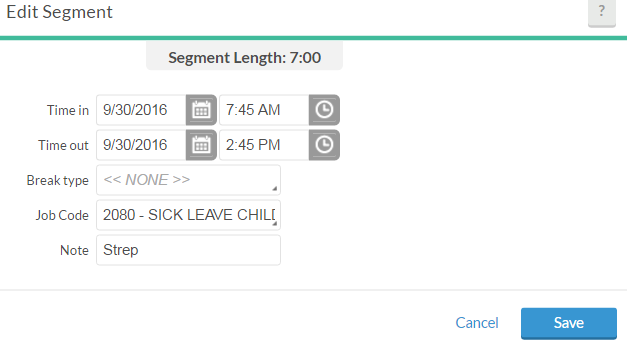 Edit Segment ?
Segment Length: 7:00
Time in 9/30/2016 7:45 AM
Time out 9/30/2016 2:45 PM
Break type << NONE >>
Job Code 2080 - SICK LEAVE
Note Strep
Cancel Save